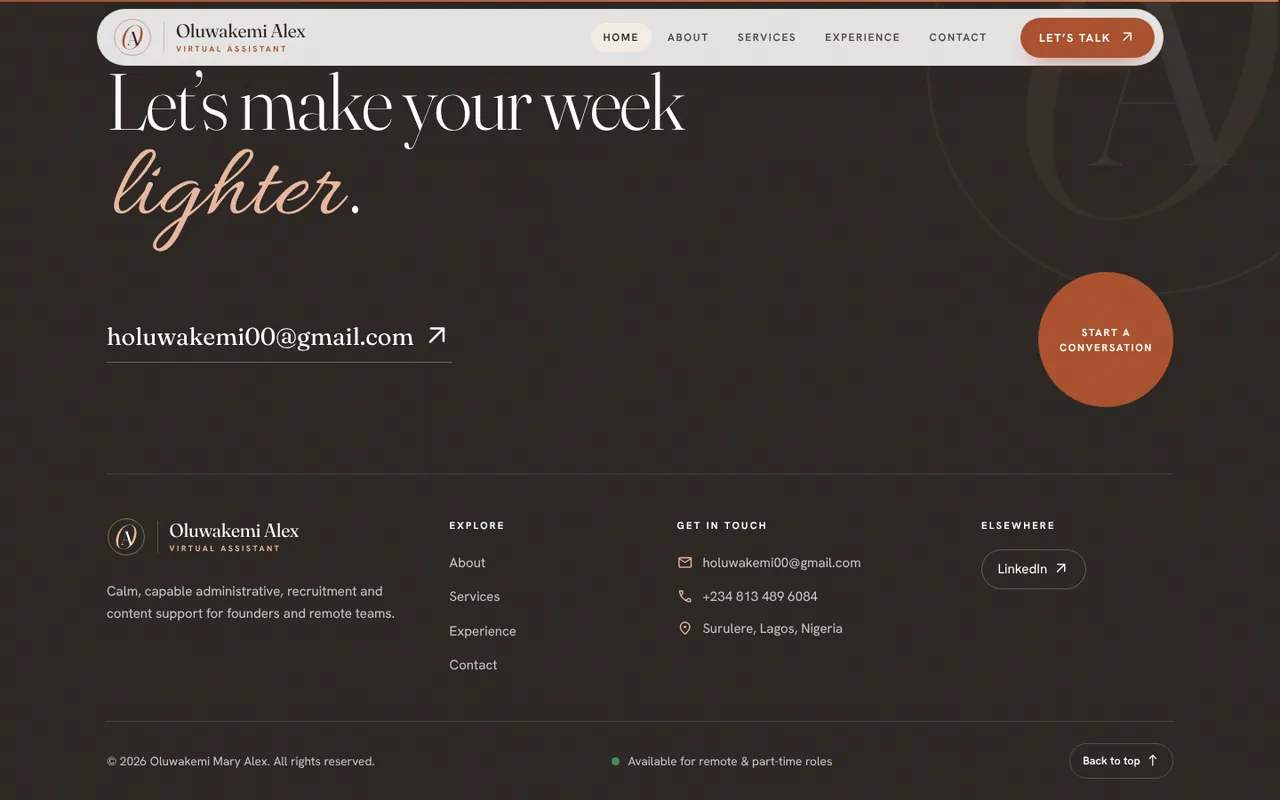 Oluwakemi Alex
VIRTUAL ASSISTANT
HOME
ABOUT
SERVICES
EXPERIENCE
CONTACT
LET'S TALK
Let's make your week
lighter.
holuwakemi00@gmail.com
START A
CONVERSATION
Oluwakemi Alex
VIRTUAL ASSISTANT
Calm, capable administrative, recruitment and
content support for founders and remote teams.
EXPLORE
About
Services
Experience
Contact
GET IN TOUCH
holuwakemi00@gmail.com
+234 813 489 6084
Surulere, Lagos, Nigeria
ELSEWHERE
LinkedIn
© 2026 Oluwakemi Mary Alex. All rights reserved.
Available for remote & part-time roles
Back to top